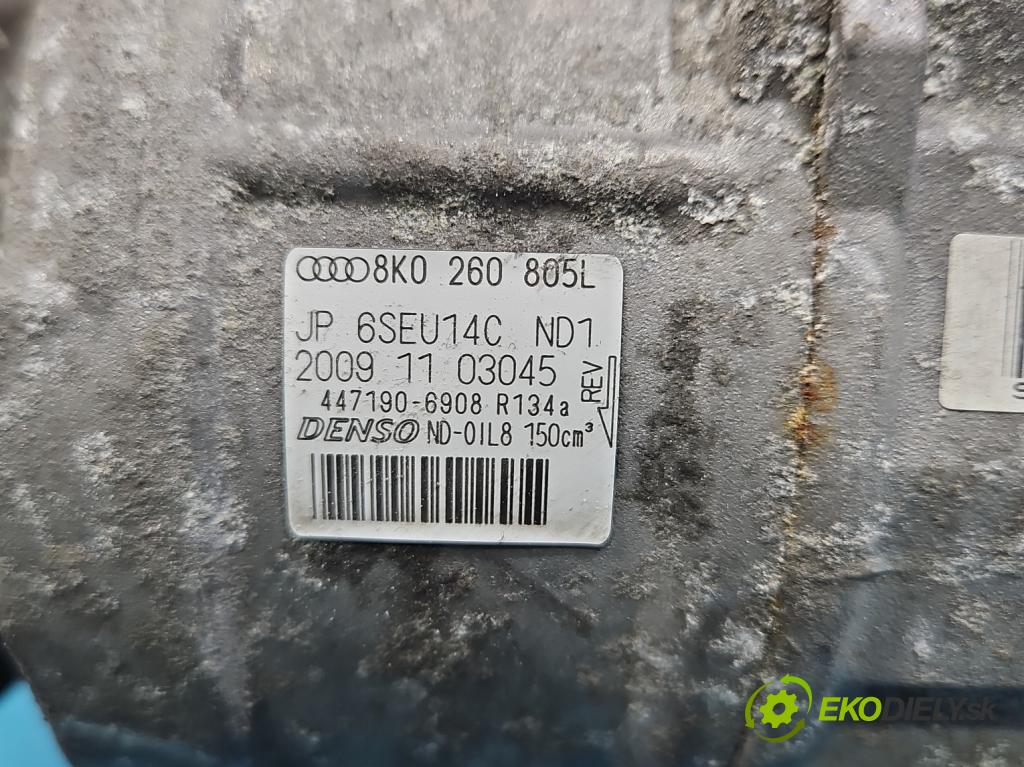 8K0 260 805L
JP 6SEU14C ND1
2009 11 03045
REV
447190-6908 R134a
DENSO ND-OIL8 150cm³
S
EKODIELY.sk